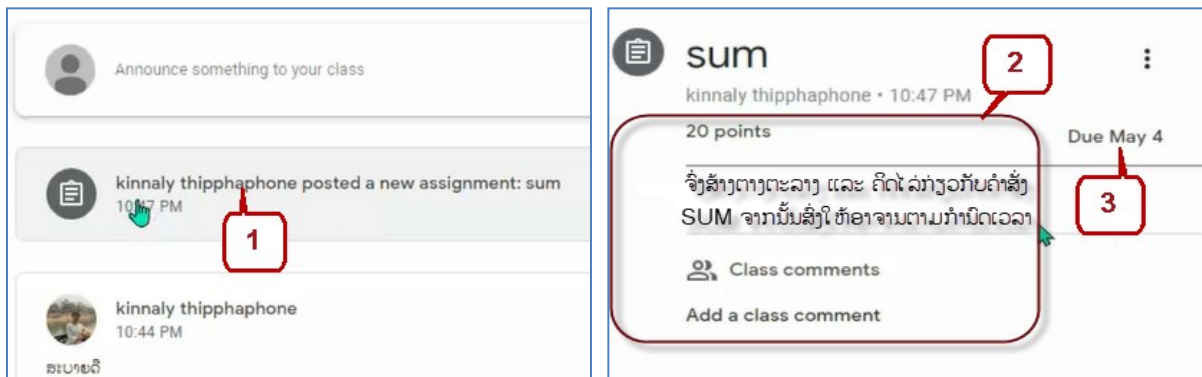 Announce something to your class
kinnaly thipphaphone posted a new assignment: sum
10:47 PM
1
kinnaly thipphaphone
10:44 PM
ສະບາຍດີ
sum
2
kinnaly thipphaphone • 10:47 PM
20 points
Due May 4
3
ຈົ່ງສ້າງຕາງຕະລາງ ແລະ ຄິດໄລ່ກ່ຽວກັບຄຳສັ່ງ
SUM ຈາກນັ້ນສົ່ງໃຫ້ອາຈານຕາມກຳນົດເວລາ
Class comments
Add a class comment